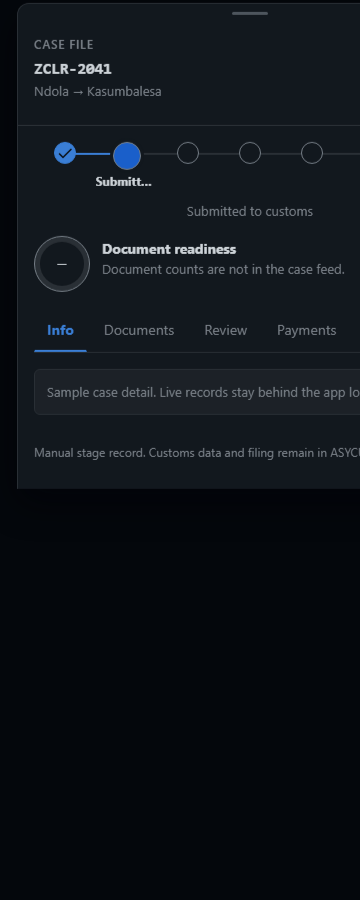 CASE FILE
ZCLR-2041
Ndola → Kasumbalesa
Submitt...
Submitted to customs
–
Document readiness
Document counts are not in the case feed.
Info Documents Review Payments
Sample case detail. Live records stay behind the app lo
Manual stage record. Customs data and filing remain in ASYCU